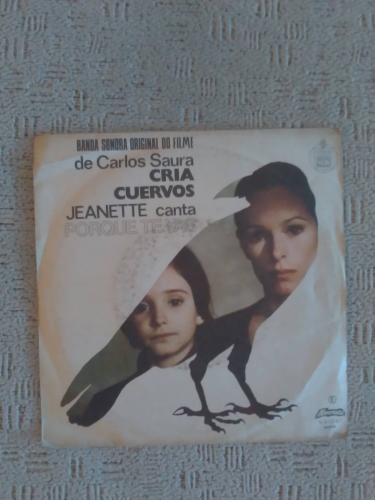 BANDA SONORA ORIGINAL DO FILME
de Carlos Saura
CRIA
CUERVOS
JEANETTE canta
PORQUE TE VAS